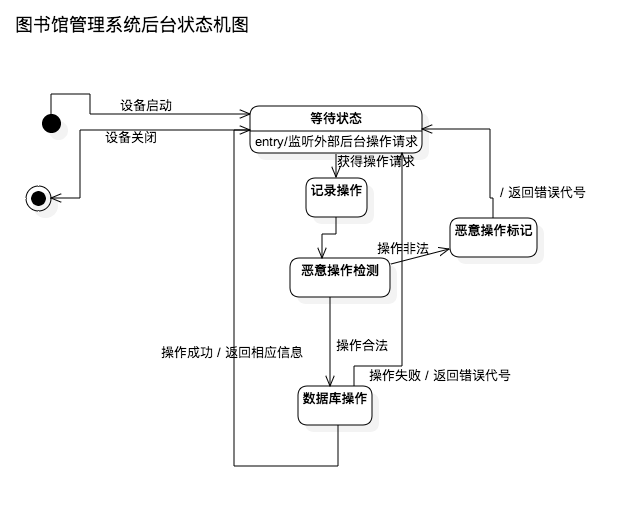 图书馆管理系统后台状态机图
设备启动
等待状态
设备关闭
entry/监听外部后台操作请求
获得操作请求
记录操作
/ 返回错误代号
恶意操作标记
操作非法
恶意操作检测
操作合法
操作成功 / 返回相应信息
操作失败 / 返回错误代号
数据库操作